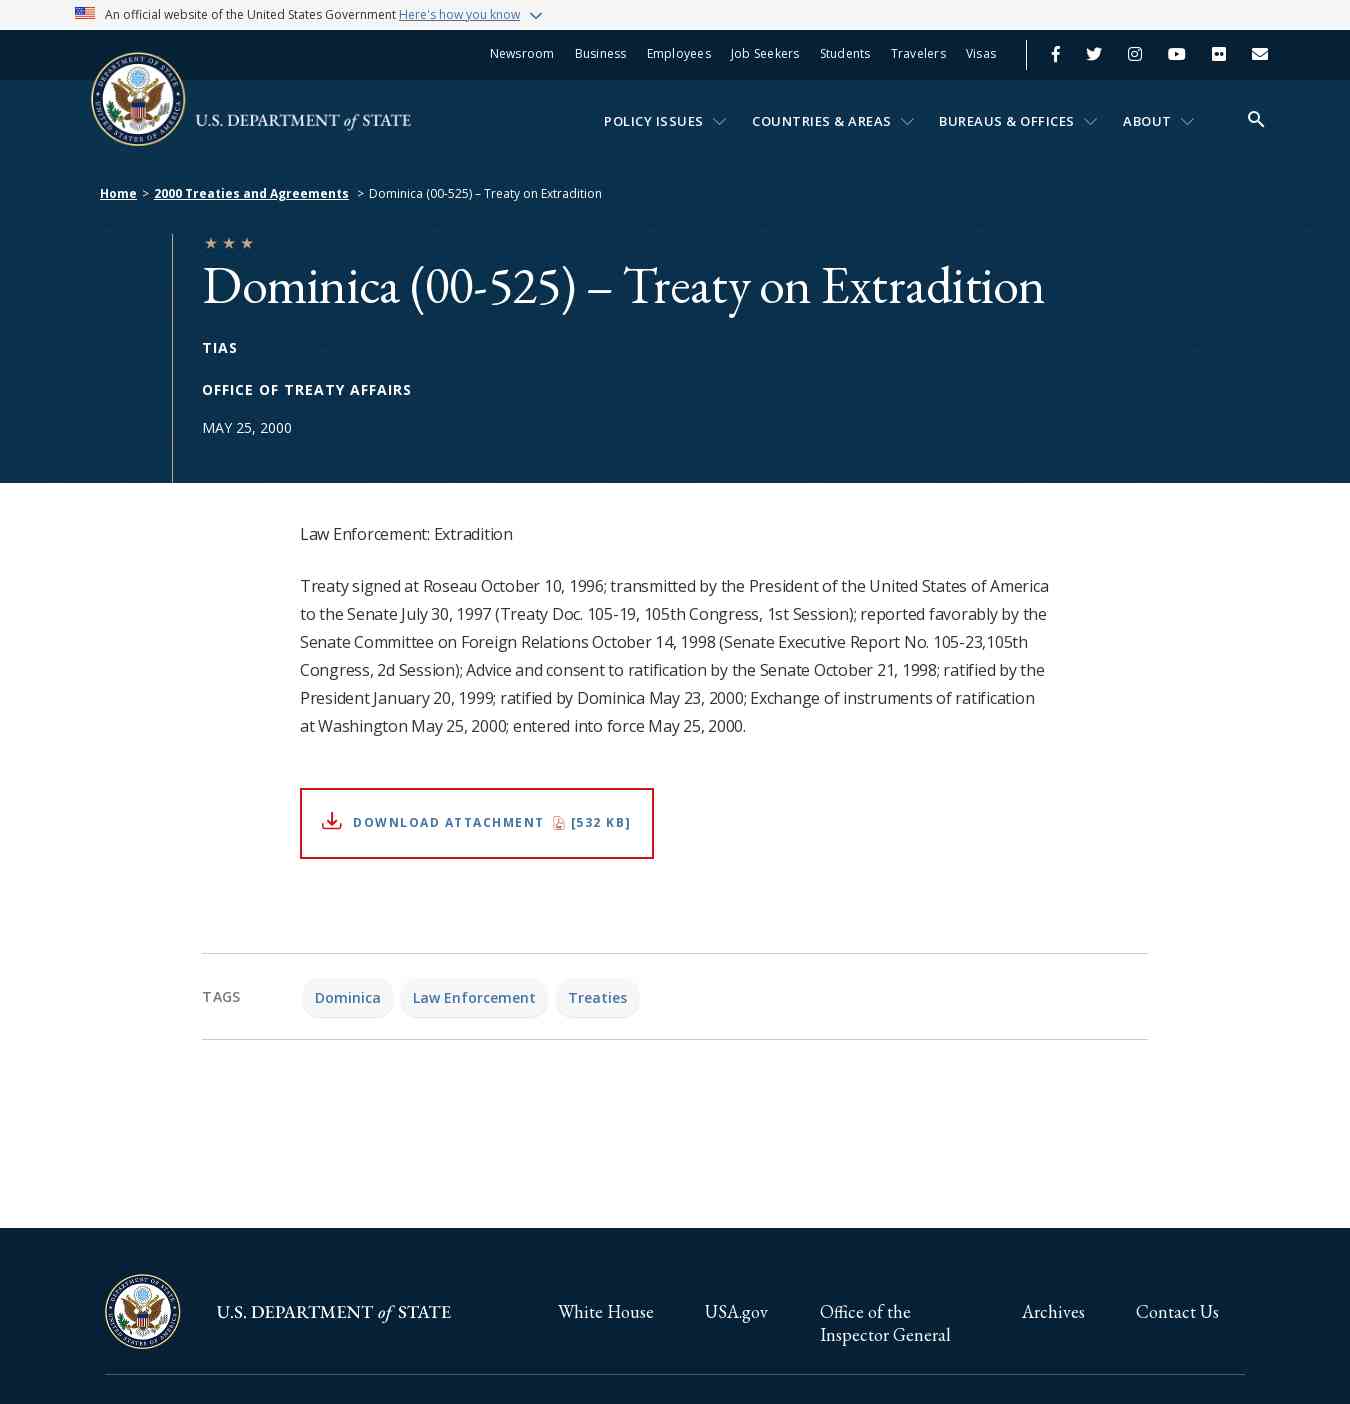 An official website of the United States Government Here's how you know
Newsroom Business Employees Job Seekers Students Travelers Visas
U.S. DEPARTMENT of STATE
POLICY ISSUES COUNTRIES & AREAS BUREAUS & OFFICES ABOUT
Home > 2000 Treaties and Agreements > Dominica (00-525) – Treaty on Extradition
Dominica (00-525) – Treaty on Extradition
TIAS
OFFICE OF TREATY AFFAIRS
MAY 25, 2000
Law Enforcement: Extradition
Treaty signed at Roseau October 10, 1996; transmitted by the President of the United States of America
to the Senate July 30, 1997 (Treaty Doc. 105-19, 105th Congress, 1st Session); reported favorably by the
Senate Committee on Foreign Relations October 14, 1998 (Senate Executive Report No. 105-23,105th
Congress, 2d Session); Advice and consent to ratification by the Senate October 21, 1998; ratified by the
President January 20, 1999; ratified by Dominica May 23, 2000; Exchange of instruments of ratification
at Washington May 25, 2000; entered into force May 25, 2000.
DOWNLOAD ATTACHMENT [532 KB]
TAGS Dominica Law Enforcement Treaties
U.S. DEPARTMENT of STATE
White House USA.gov Office of the Archives Contact Us
Inspector General